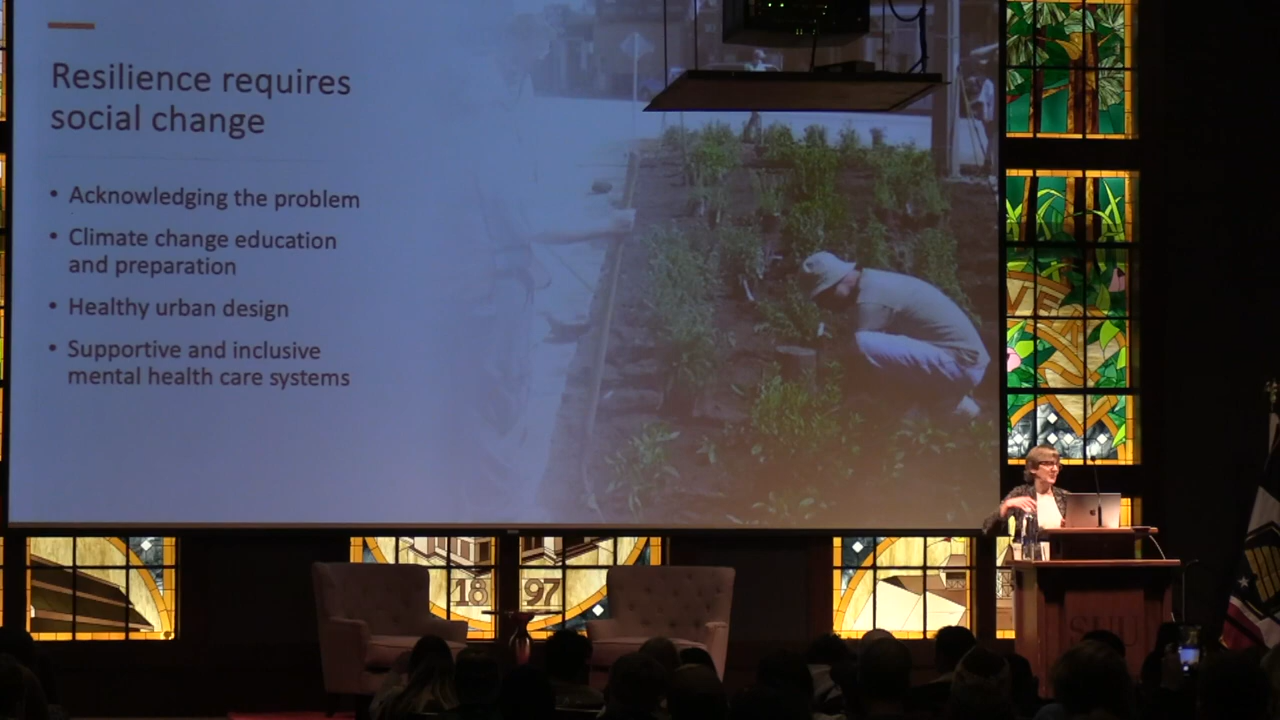 Resilience requires
social change
• Acknowledging the problem
• Climate change education
and preparation
• Healthy urban design
• Supportive and inclusive
mental health care systems
VE
18 97